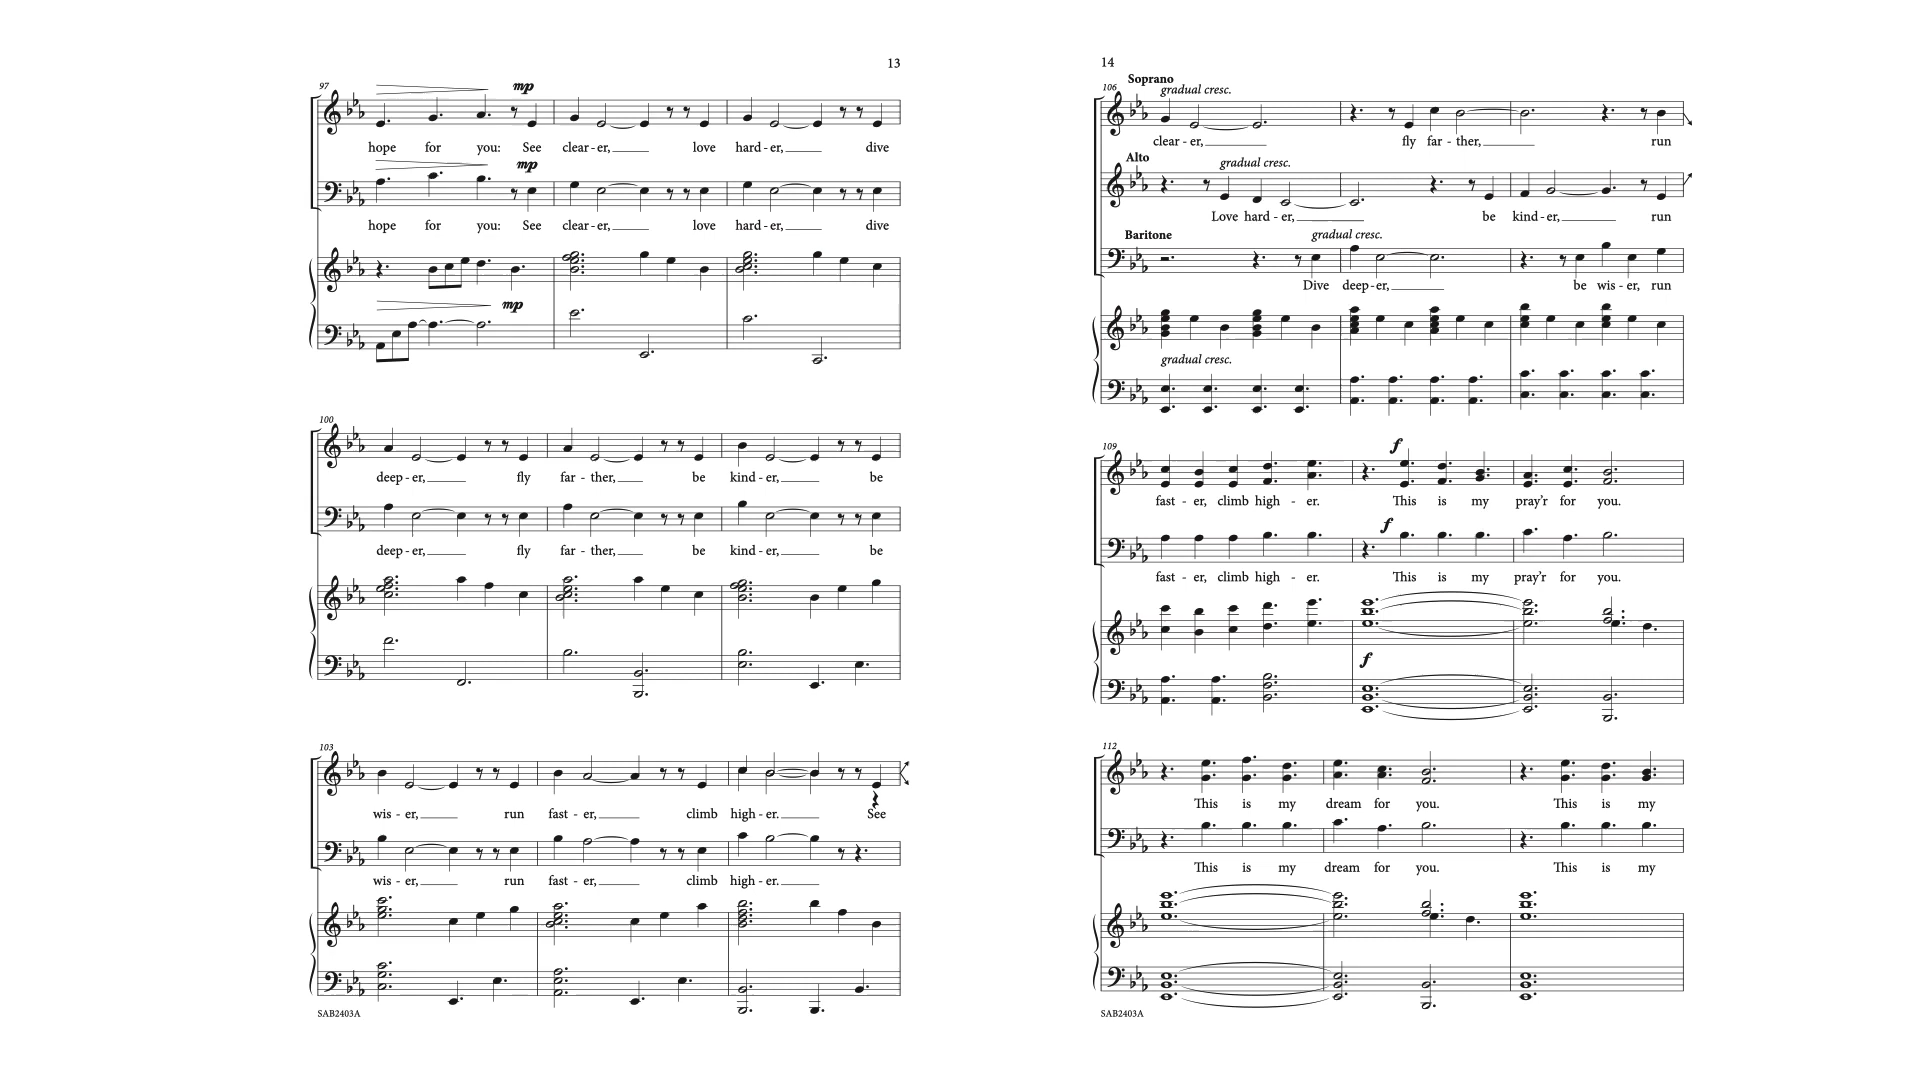 13
97
mp
hope for you: See clear - er, love hard - er, dive
mp
hope for you: See clear - er, love hard - er, dive
mp
100
deep - er, fly far - ther, be kind - er, be
deep - er, fly far - ther, be kind - er, be
103
wis - er, run fast - er, climb high - er. See
wis - er, run fast - er, climb high - er.
SAB2403A
14
106
Soprano
gradual cresc.
clear - er, fly far - ther, run
Alto
gradual cresc.
Love hard - er, be kind - er, run
Baritone
gradual cresc.
Dive deep - er, be wis - er, run
gradual cresc.
109
f
fast - er, climb high - er. This is my pray'r for you.
f
fast - er, climb high - er. This is my pray'r for you.
f
112
This is my dream for you. This is my
This is my dream for you. This is my
SAB2403A